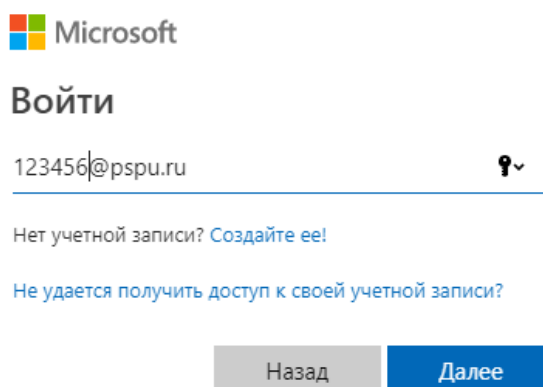 Microsoft
Войти
123456@pspu.ru
Нет учетной записи? Создайте ее!
Не удается получить доступ к своей учетной записи?
Назад Далее